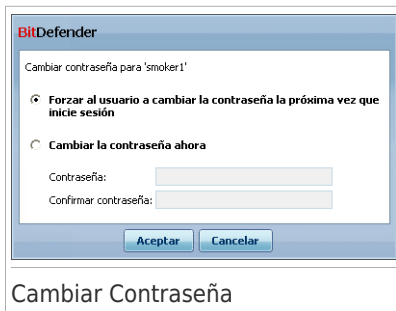 BitDefender
Cambiar contraseña para 'smoker1'
Forzar al usuario a cambiar la contraseña la próxima vez que
inicie sesión
Cambiar la contraseña ahora
Contraseña:
Confirmar contraseña:
Aceptar Cancelar
Cambiar Contraseña